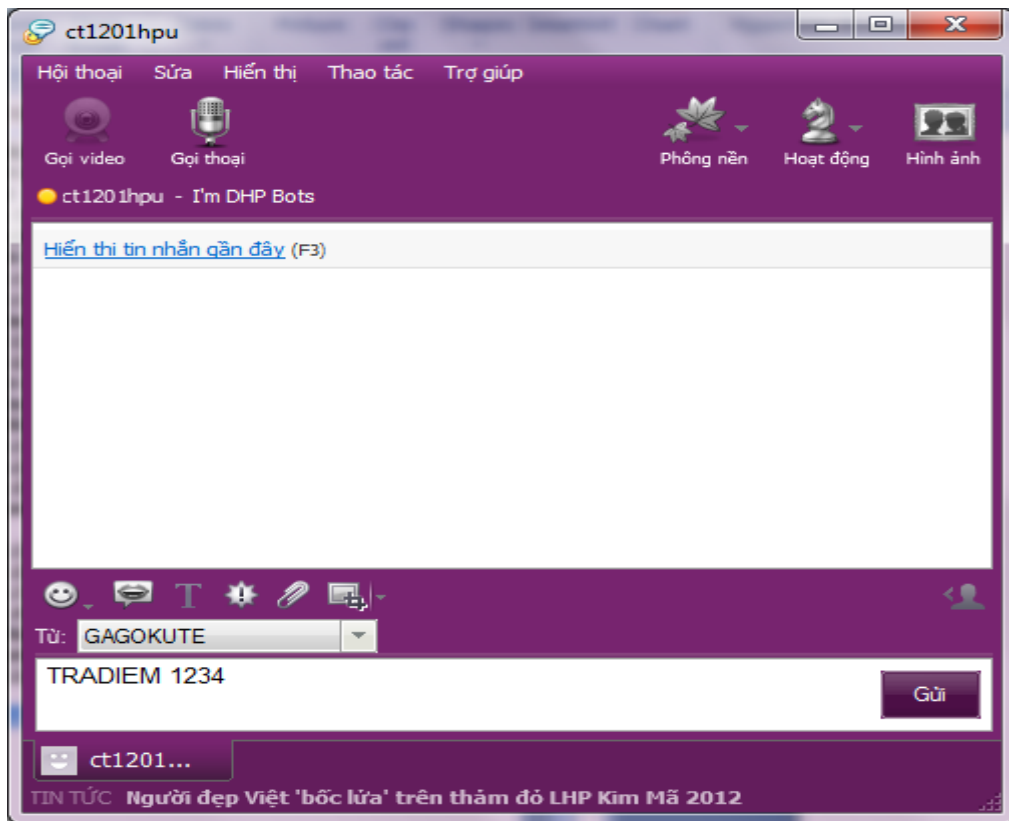 ct1201hpu
Hội thoại Sửa Hiển thị Thao tác Trợ giúp
Gọi video Gọi thoại Phông nền Hoạt động Hình ảnh
ct1201hpu - I'm DHP Bots
Hiển thi tin nhắn gần đây (F3)
T
Từ: GAGOKUTE
TRADIEM 1234
Gửi
ct1201...
TIN TỨC Người đẹp Việt 'bốc lửa' trên thảm đỏ LHP Kim Mã 2012